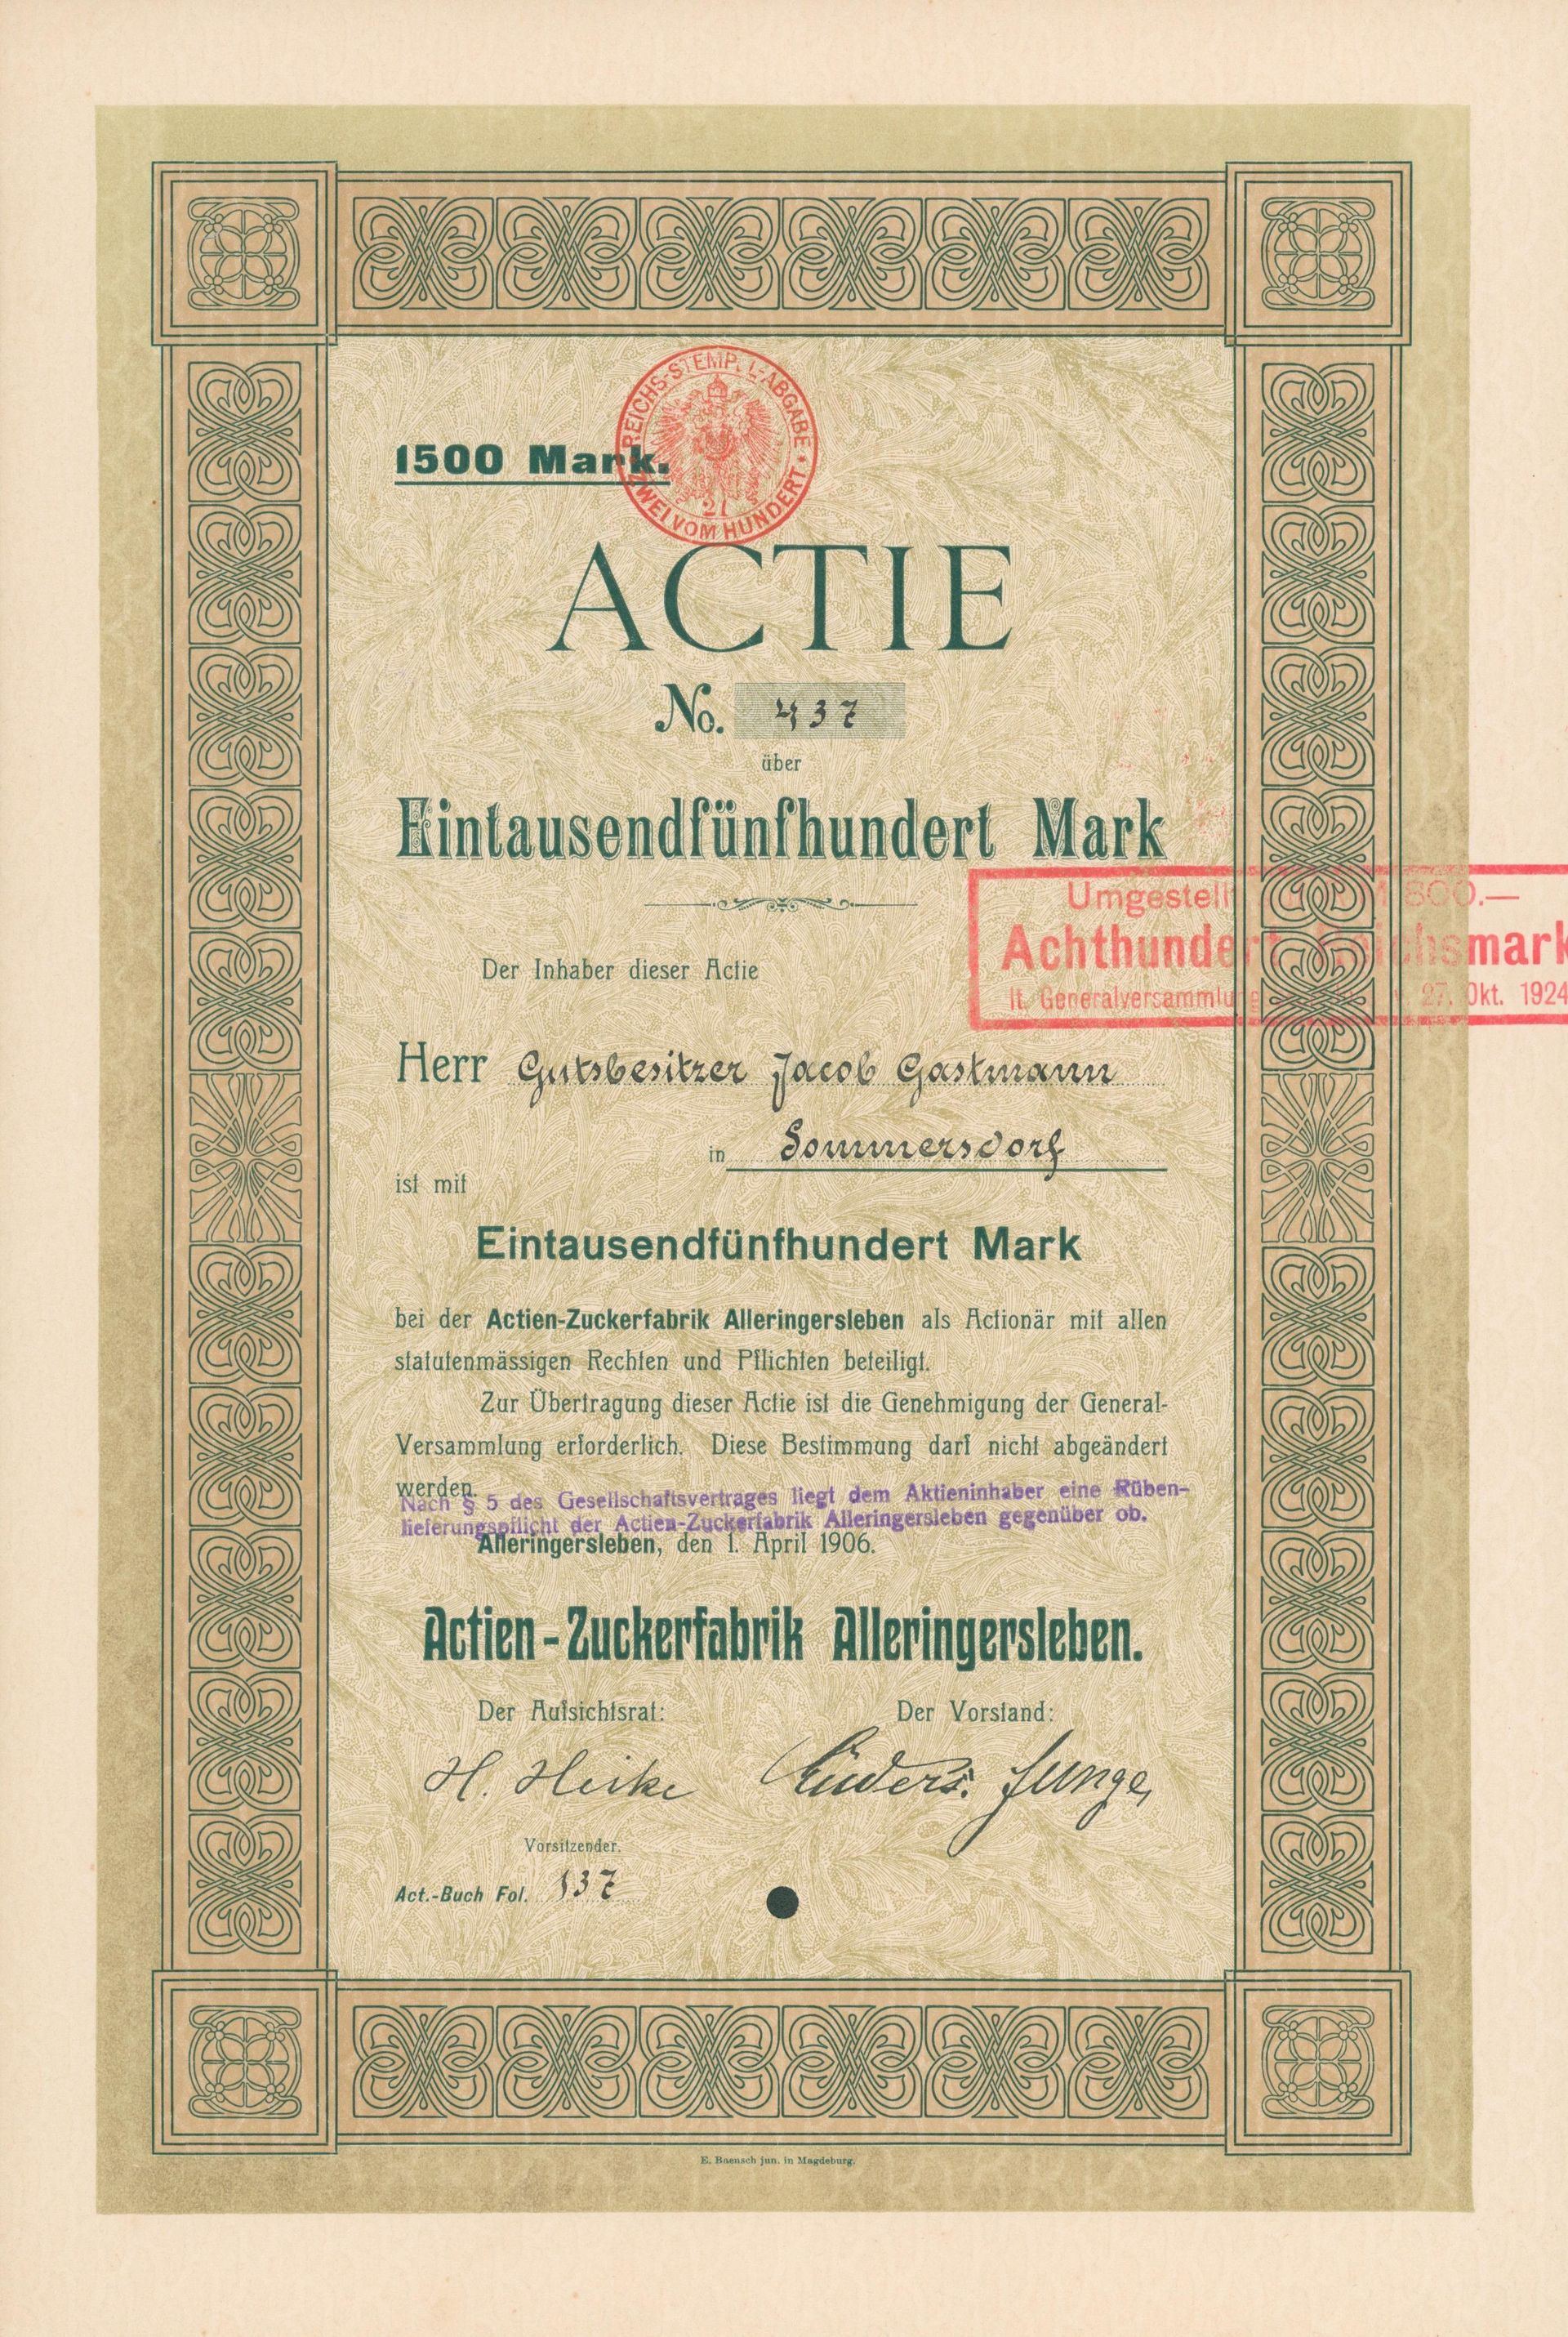 REICHS-STEMPEL-ABGABE
ZWEI VOM HUNDERT
21
1500 Mark.
ACTIE
No. 437
über
Eintausendfünfhundert Mark
Umgestellt 800.—
Achthundert Reichsmark
lt. Generalversammlung 27. Okt. 1924
Der Inhaber dieser Actie
Herr Gutsbesitzer Jacob Gastmann
in Sommersdorf
ist mit
Eintausendfünfhundert Mark
bei der Actien-Zuckerfabrik Alleringersleben als Actionär mit allen
statutenmässigen Rechten und Pflichten beteiligt.
Zur Übertragung dieser Actie ist die Genehmigung der General-
Versammlung erforderlich. Diese Bestimmung darf nicht abgeändert
werden.
Nach § 5 des Gesellschaftsvertrages liegt dem Aktieninhaber eine Rüben-
lieferungspflicht der Actien-Zuckerfabrik Alleringersleben gegenüber ob.
Alleringersleben, den 1. April 1906.
Actien-Zuckerfabrik Alleringersleben.
Der Aufsichtsrat: Der Vorstand:
H. Heike Lüders. Junge,
Vorsitzender.
Act.-Buch Fol. 137
E. Baensch jun. in Magdeburg.